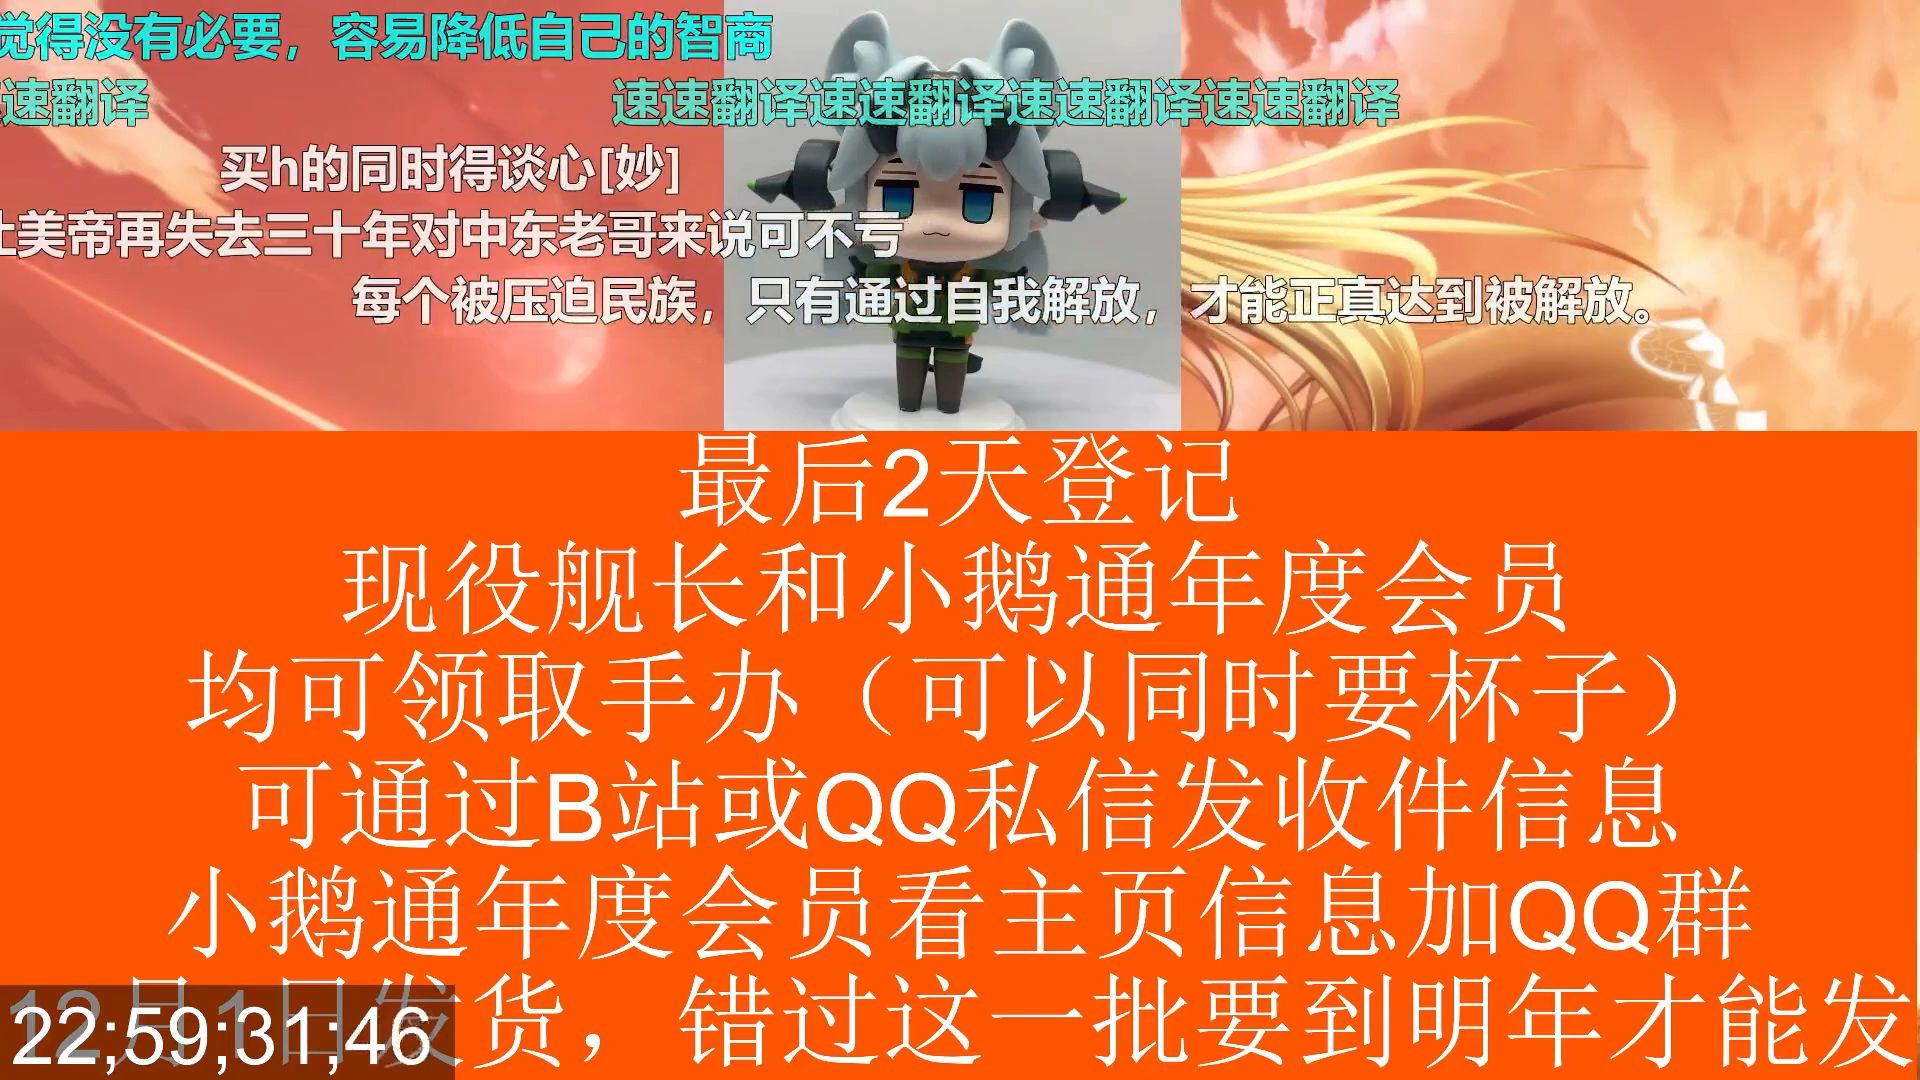 觉得没有必要，容易降低自己的智商
速翻译 速速翻译速速翻译速速翻译速速翻译
买h的同时得谈心[妙]
让美帝再失去三十年对中东老哥来说可不亏
每个被压迫民族，只有通过自我解放，才能正真达到被解放。
最后2天登记
现役舰长和小鹅通年度会员
均可领取手办（可以同时要杯子）
可通过B站或QQ私信发收件信息
小鹅通年度会员看主页信息加QQ群
12月1日发货，错过这一批要到明年才能发
22;59;31;46